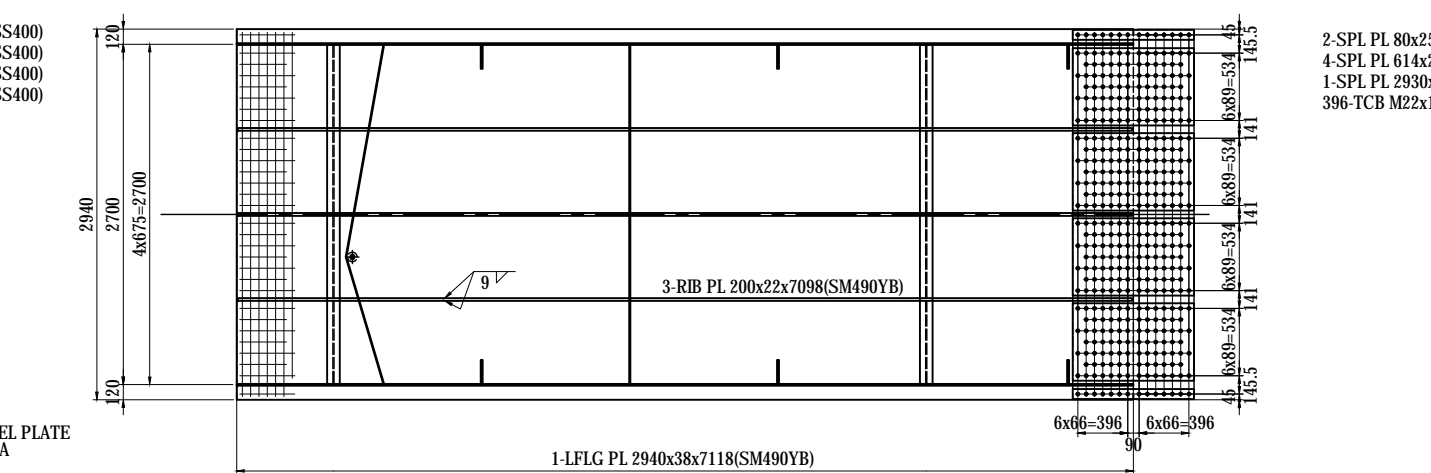 SS400)
SS400)
SS400)
SS400)
120
2940
2700
4x675=2700
120
EL PLATE
A
9
3-RIB PL 200x22x7098(SM490YB)
1-LFLG PL 2940x38x7118(SM490YB)
45
145.5
6x89=534
141
6x89=534
141
6x89=534
141
6x89=534
145.5
45
6x66=396
90
6x66=396
2-SPL PL 80x25
4-SPL PL 614x2
1-SPL PL 2930x
396-TCB M22x1